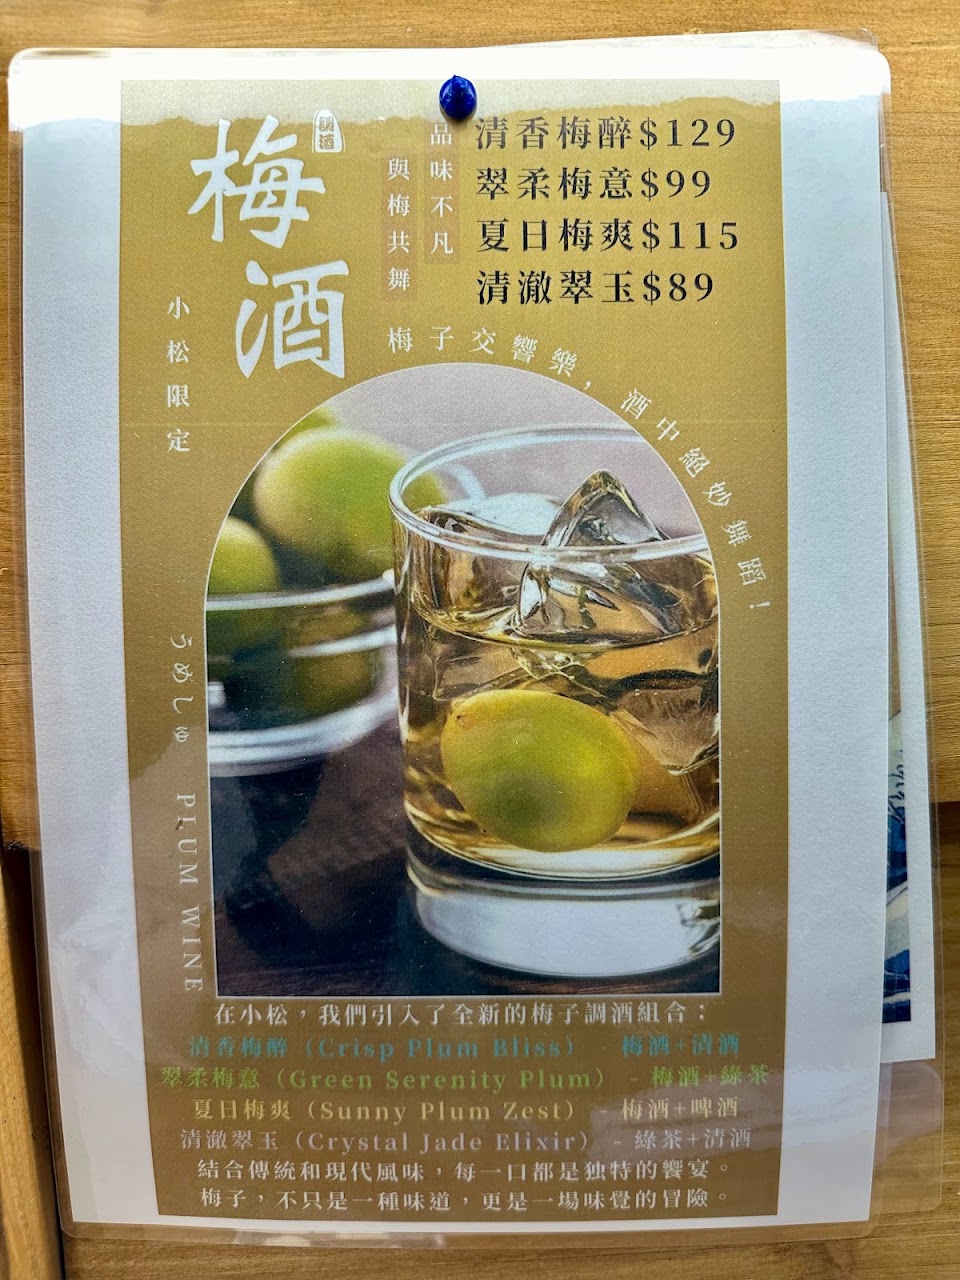 梅酒
調酒
品味不凡
與梅共舞
清香梅醉$129
翠柔梅意$99
夏日梅爽$115
清澈翠玉$89
小松限定
梅子交響樂，酒中絕妙舞蹈！
うめしゅ PLUM WINE
在小松，我們引入了全新的梅子調酒組合：
清香梅醉（Crisp Plum Bliss） - 梅酒+清酒
翠柔梅意（Green Serenity Plum） - 梅酒+綠茶
夏日梅爽（Sunny Plum Zest） - 梅酒+啤酒
清澈翠玉（Crystal Jade Elixir） - 綠茶+清酒
結合傳統和現代風味，每一口都是独特的饗宴。
梅子，不只是一種味道，更是一場味覺的冒險。